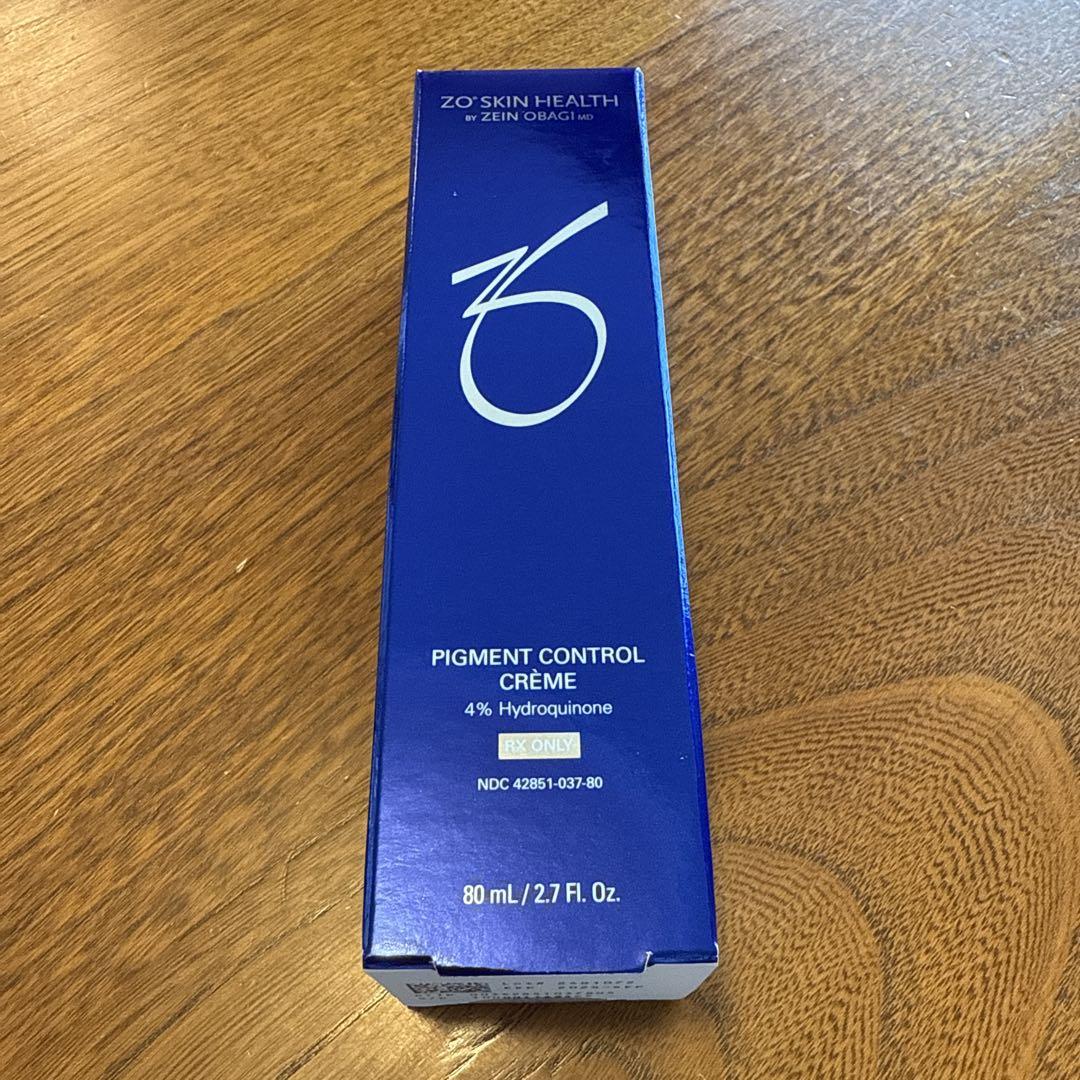 ZO® SKIN HEALTH
BY ZEIN OBAGI MD
ZO
PIGMENT CONTROL
CRÈME
4% Hydroquinone
RX ONLY
NDC 42851-037-80
80 mL / 2.7 Fl. Oz.